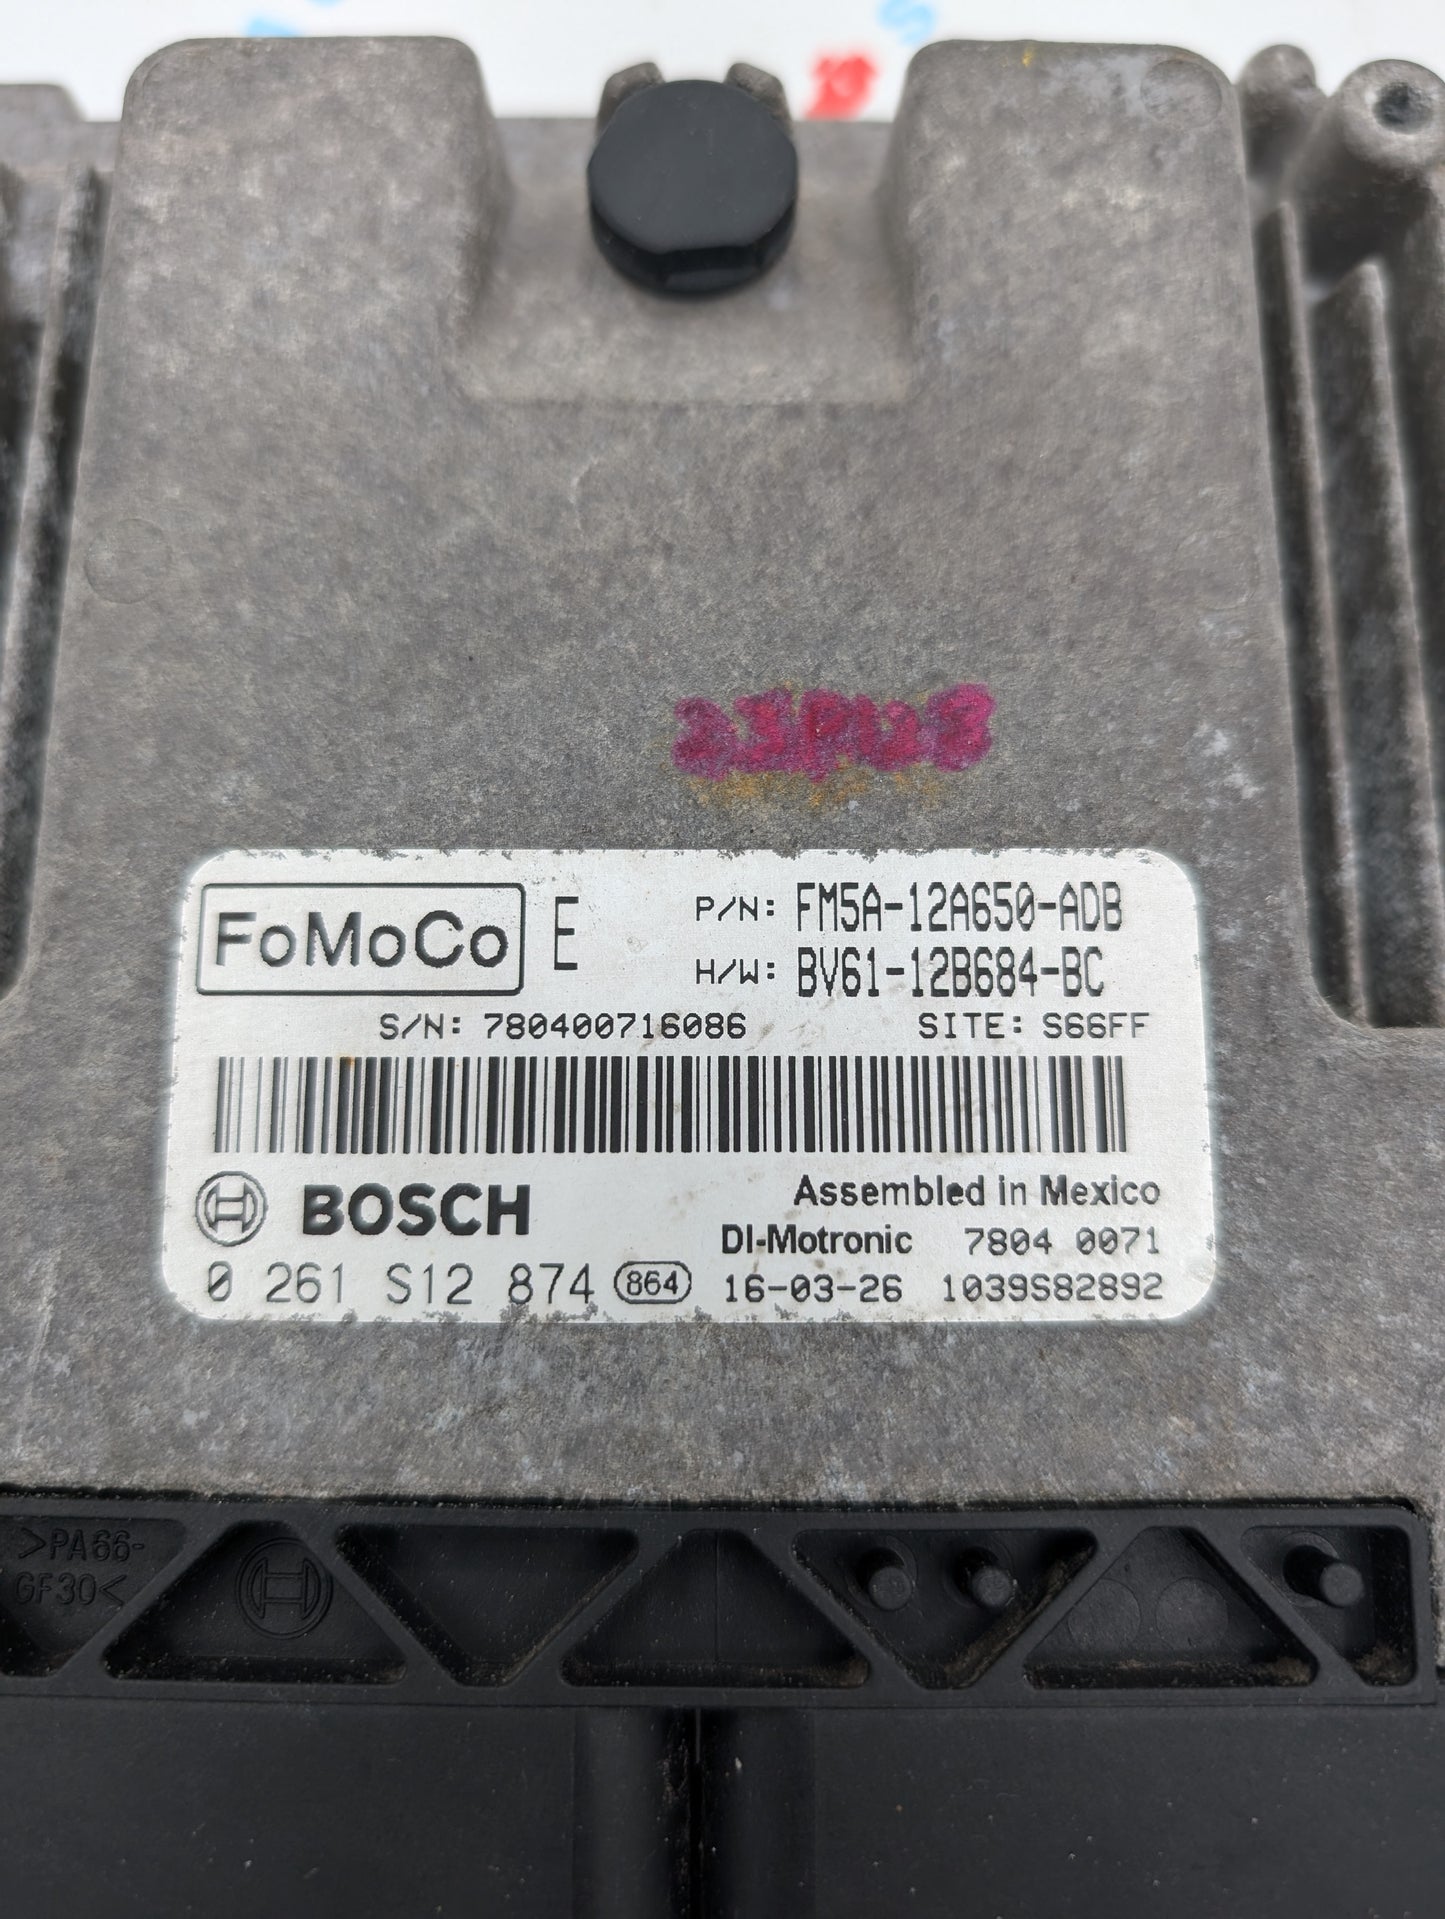 FoMoCo E P/N: FM5A-12A650-ADB
H/W: BV61-12B684-BC
S/N: 780400716086 SITE: S66FF
BOSCH Assembled in Mexico
DI-Motronic 7804 0071
0 261 S12 874 864 16-03-26 1039S82892
>PA66-
GF30<